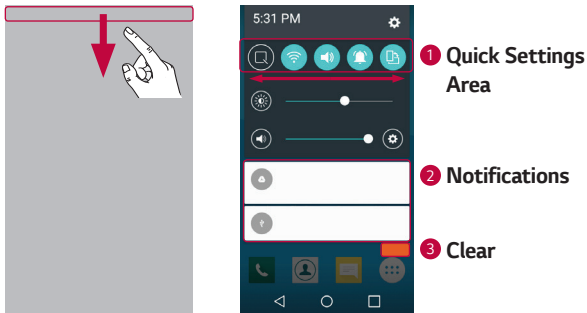 5:31 PM
1 Quick Settings
Area
2 Notifications
3 Clear